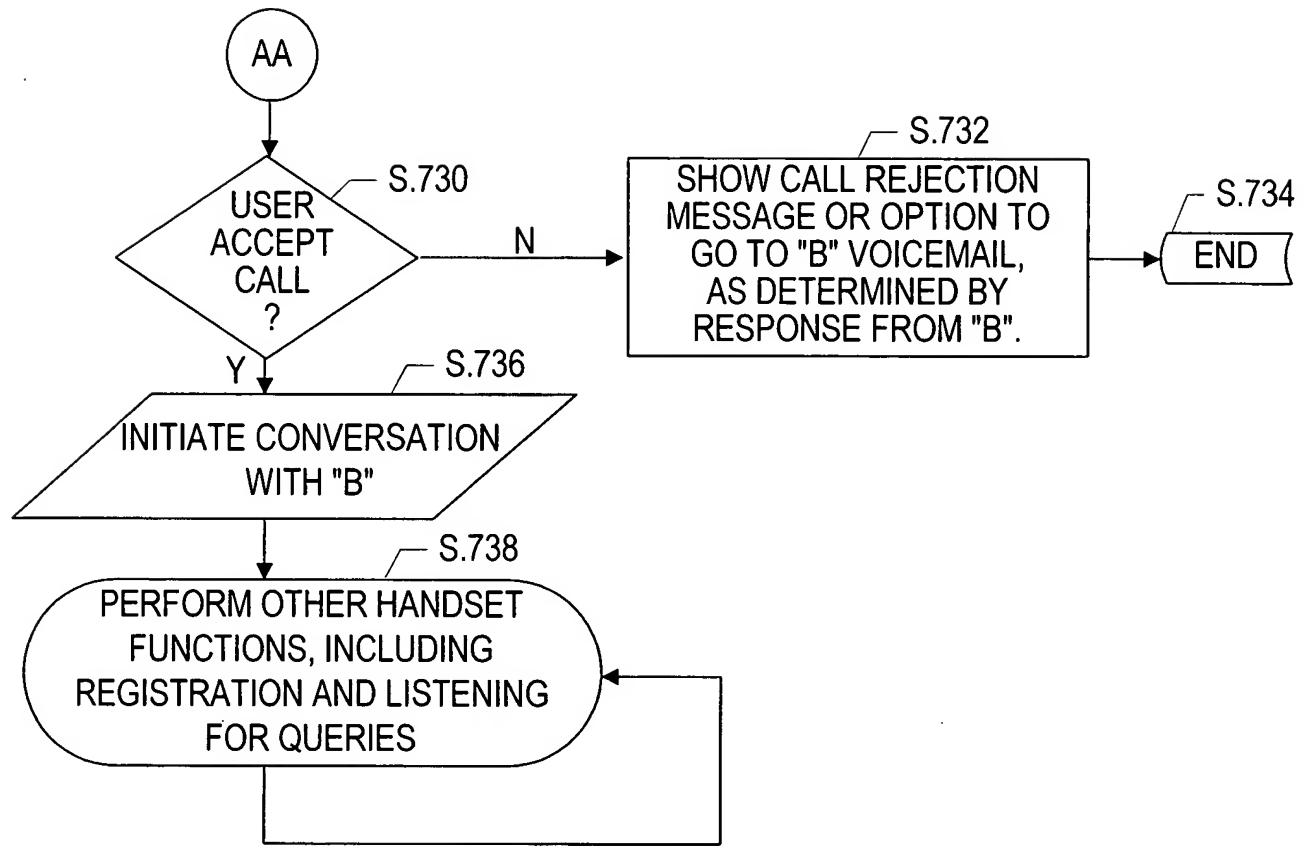 AA
S.730
USER
ACCEPT
CALL
?
N
S.732
SHOW CALL REJECTION
MESSAGE OR OPTION TO
GO TO "B" VOICEMAIL,
AS DETERMINED BY
RESPONSE FROM "B".
S.734
END
Y
S.736
INITIATE CONVERSATION
WITH "B"
S.738
PERFORM OTHER HANDSET
FUNCTIONS, INCLUDING
REGISTRATION AND LISTENING
FOR QUERIES